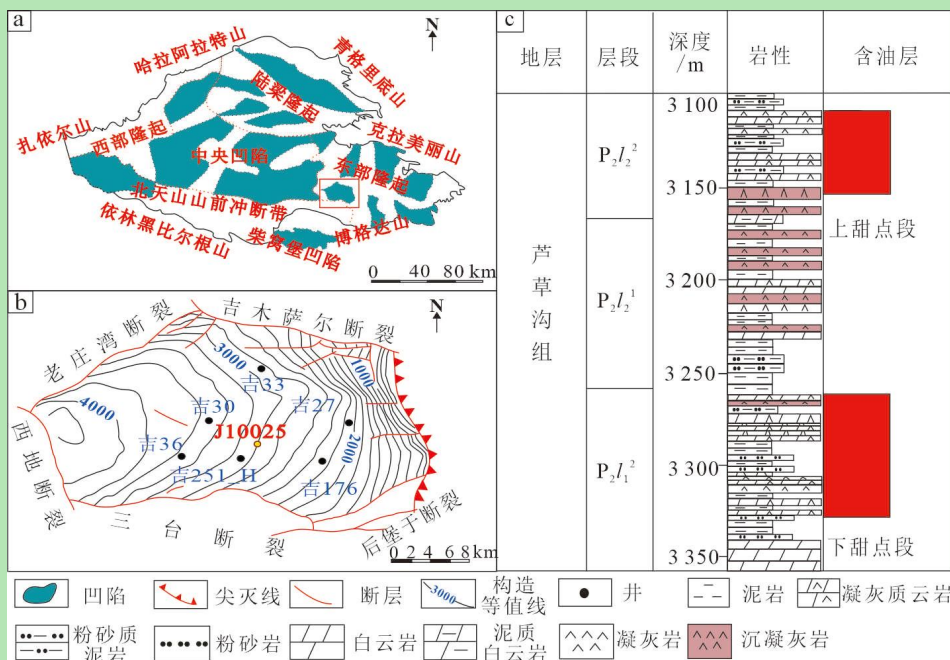 a
N
哈拉阿拉特山
青格里底山
陆梁隆起
扎依尔山
西部隆起
克拉美丽山
中央凹陷
东部隆起
北天山山前冲断带
依林黑比尔根山
柴窝堡凹陷
博格达山
0 40 80 km
b
N
老庄湾断裂
吉木萨尔断裂
3000
1000
吉33
4000
吉30
吉27
J10025
吉36
2000
西地断裂
吉251_H
吉176
三台断裂
后堡子断裂
0 2 4 6 8 km
c
地层
层段
深度/m
岩性
含油层
3 100
P₂l₂²
3 150
上甜点段
芦草沟组
3 200
P₂l₂¹
3 250
P₂l₁²
3 300
下甜点段
3 350
凹陷
尖灭线
断层
3000
构造等值线
井
泥岩
凝灰质云岩
粉砂质泥岩
粉砂岩
白云岩
泥质白云岩
凝灰岩
沉凝灰岩